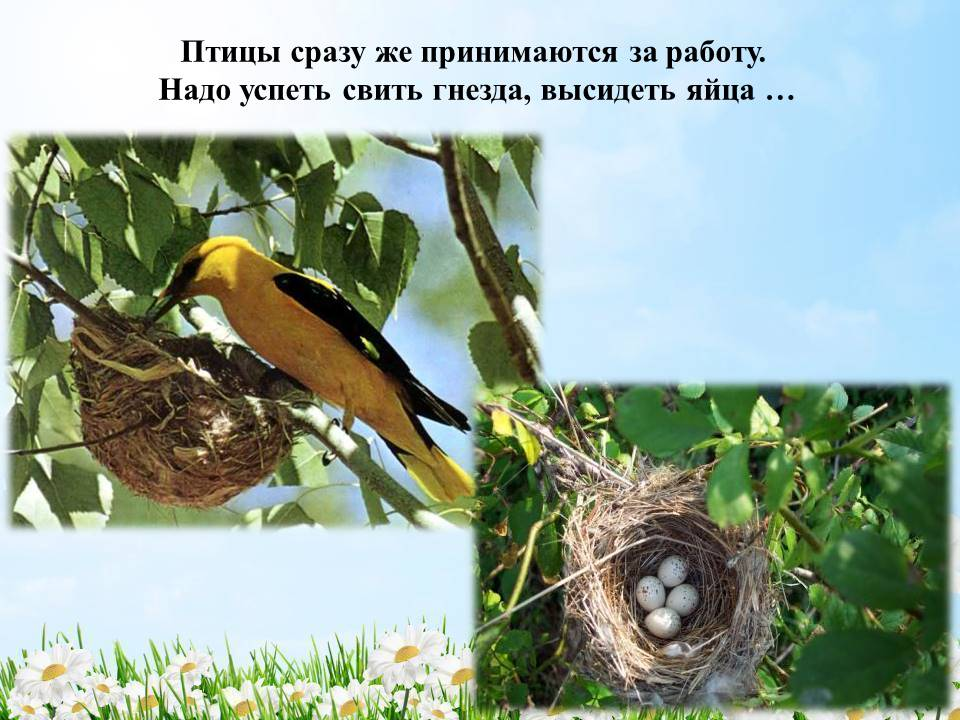 Птицы сразу же принимаются за работу.
Надо успеть свить гнезда, высидеть яйца …